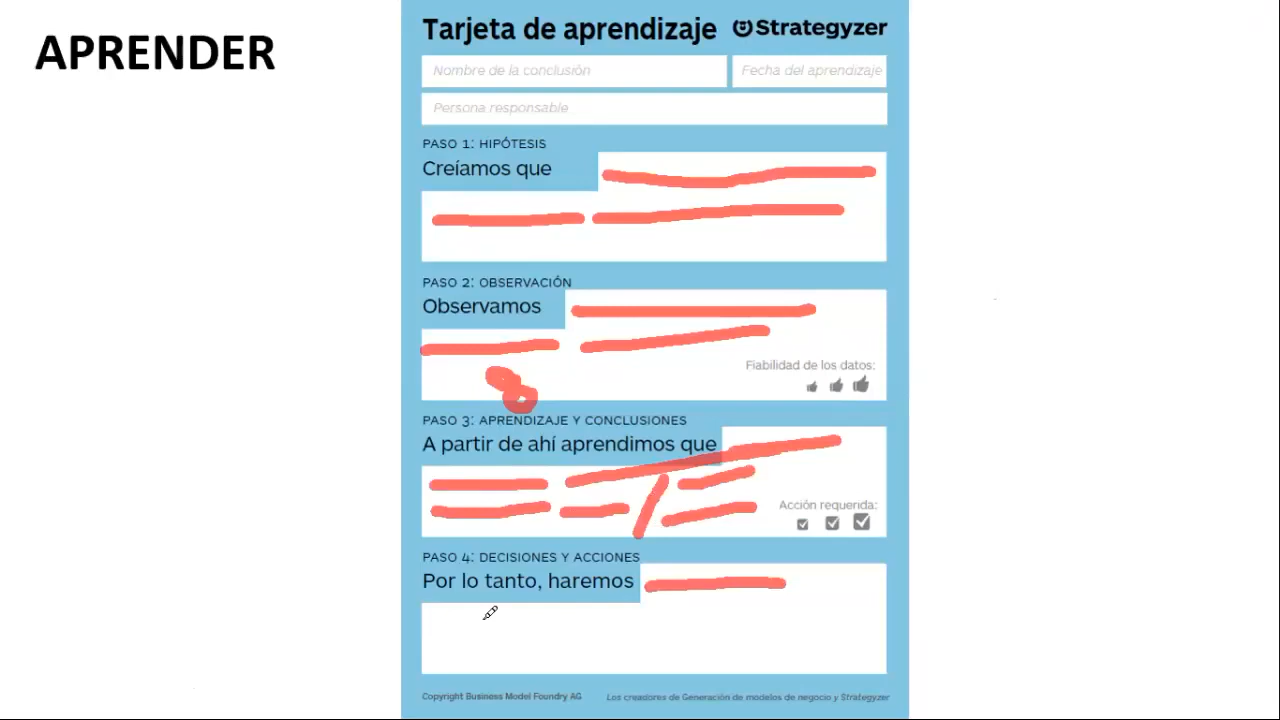 APRENDER
Tarjeta de aprendizaje
Strategyzer
Nombre de la conclusión
Fecha del aprendizaje
Persona responsable
PASO 1: HIPÓTESIS
Creíamos que
PASO 2: OBSERVACIÓN
Observamos
Fiabilidad de los datos:
PASO 3: APRENDIZAJE Y CONCLUSIONES
A partir de ahí aprendimos que
Acción requerida:
PASO 4: DECISIONES Y ACCIONES
Por lo tanto, haremos
Copyright Business Model Foundry AG
Los creadores de Generación de modelos de negocio y Strategyzer